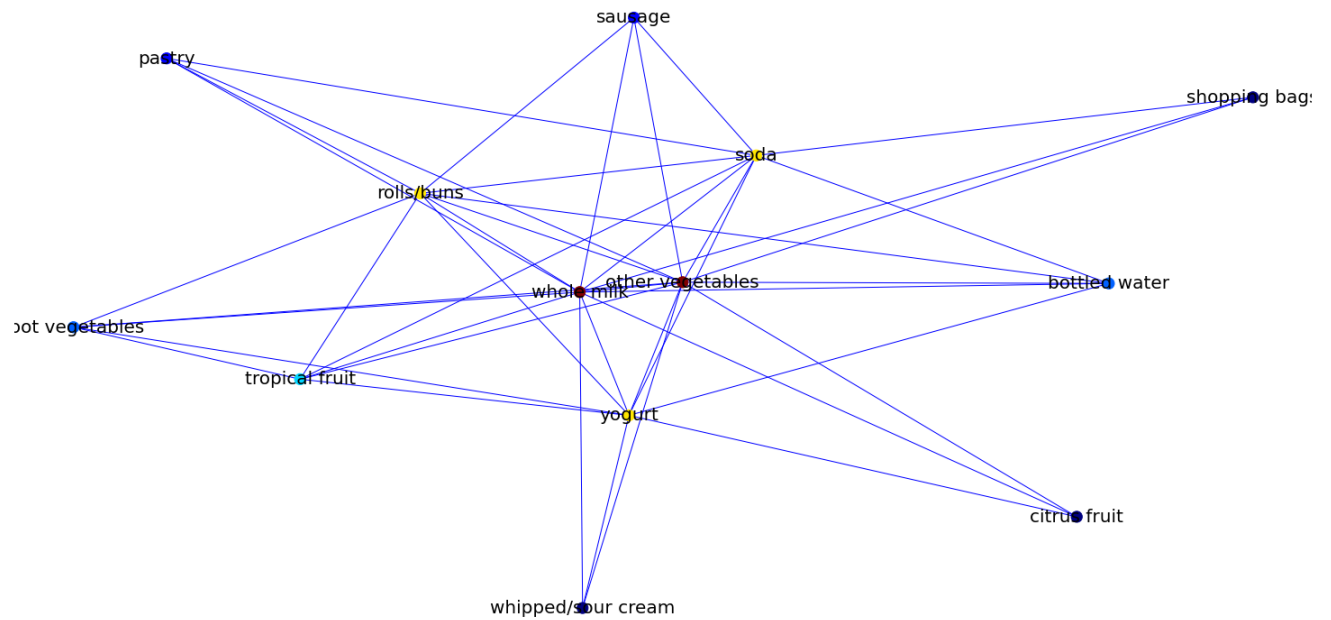 sausage
pastry
shopping bags
soda
rolls/buns
other vegetables
bottled water
whole milk
oot vegetables
tropical fruit
yogurt
citrus fruit
whipped/sour cream